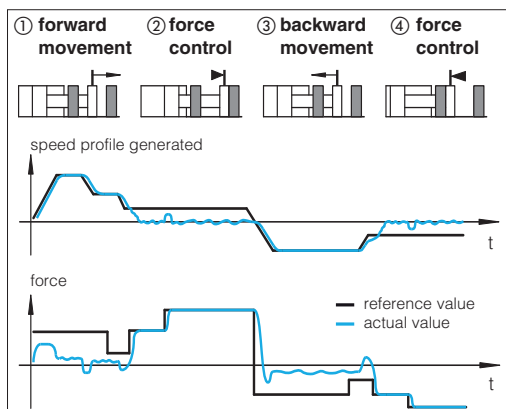 ① forward
movement
② force
control
③ backward
movement
④ force
control
speed profile generated
t
force
reference value
actual value
t